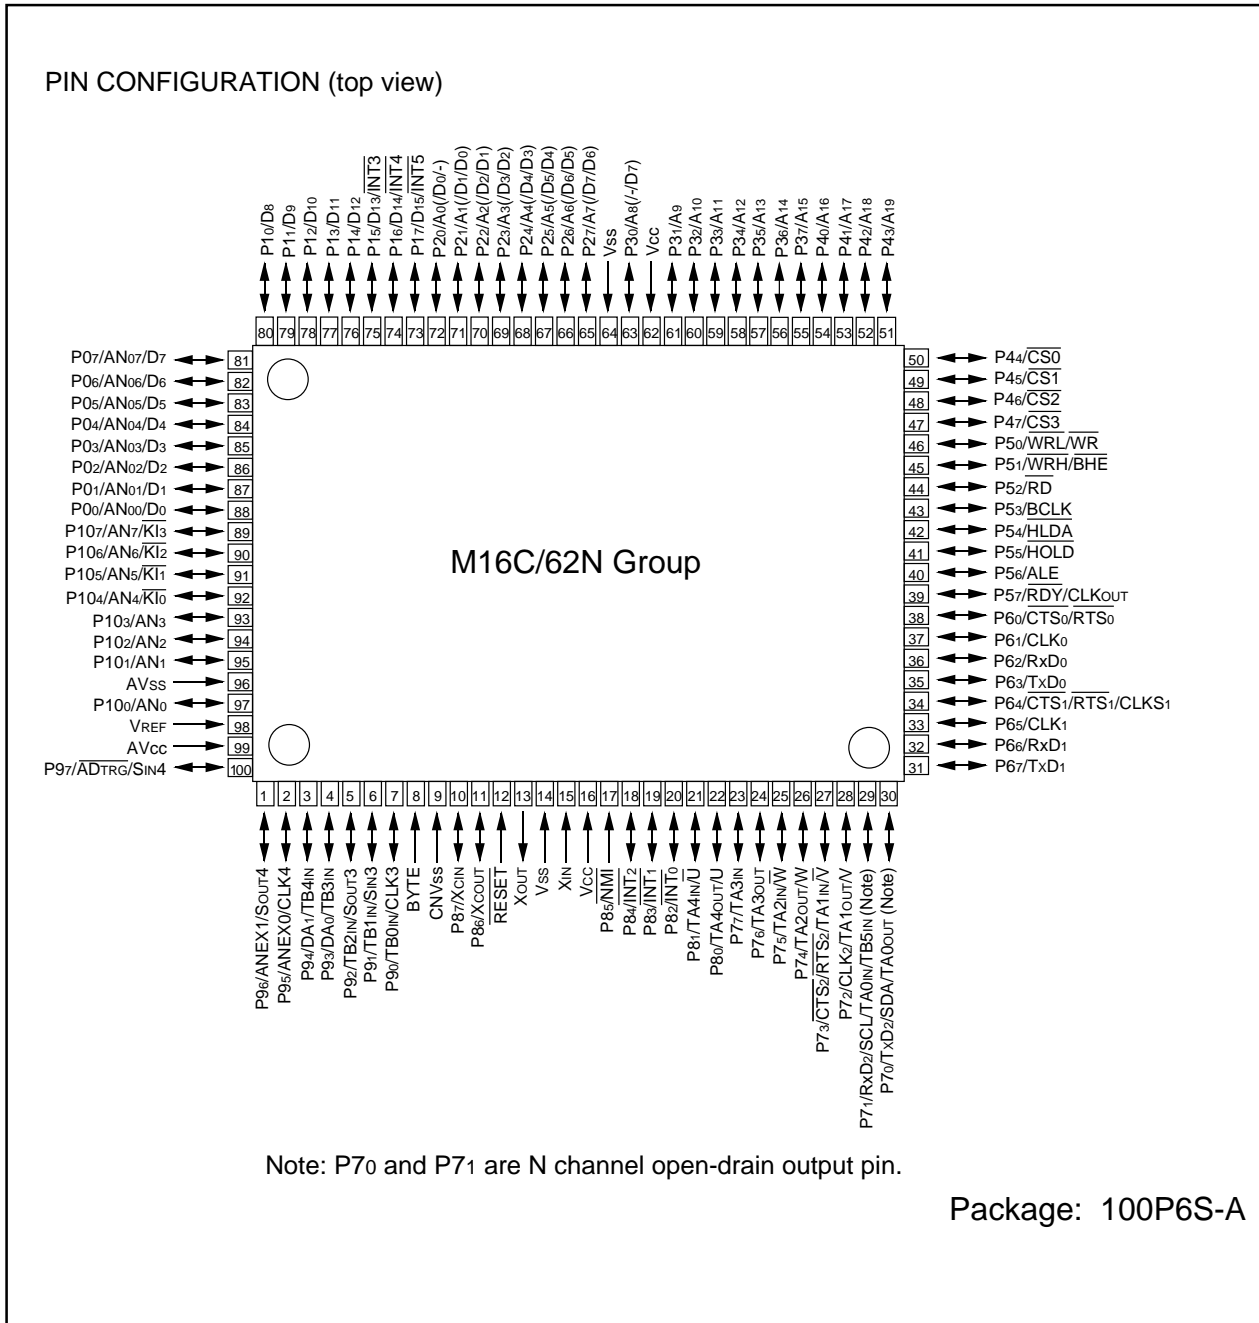 PIN CONFIGURATION (top view)
P10/D8
P11/D9
P12/D10
P13/D11
P14/D12
P15/D13/INT3
P16/D14/INT4
P17/D15/INT5
P20/A0(/D0/-)
P21/A1(/D1/D0)
P22/A2(/D2/D1)
P23/A3(/D3/D2)
P24/A4(/D4/D3)
P25/A5(/D5/D4)
P26/A6(/D6/D5)
P27/A7(/D7/D6)
Vss
P30/A8(/-/D7)
Vcc
P31/A9
P32/A10
P33/A11
P34/A12
P35/A13
P36/A14
P37/A15
P40/A16
P41/A17
P42/A18
P43/A19
80 79 78 77 76 75 74 73 72 71 70 69 68 67 66 65 64 63 62 61 60 59 58 57 56 55 54 53 52 51
P07/AN07/D7 81
P06/AN06/D6 82
P05/AN05/D5 83
P04/AN04/D4 84
P03/AN03/D3 85
P02/AN02/D2 86
P01/AN01/D1 87
P00/AN00/D0 88
P107/AN7/KI3 89
P106/AN6/KI2 90
P105/AN5/KI1 91
P104/AN4/KI0 92
P103/AN3 93
P102/AN2 94
P101/AN1 95
AVss 96
P100/AN0 97
VREF 98
AVcc 99
P97/ADTRG/SIN4 100
M16C/62N Group
50 P44/CS0
49 P45/CS1
48 P46/CS2
47 P47/CS3
46 P50/WRL/WR
45 P51/WRH/BHE
44 P52/RD
43 P53/BCLK
42 P54/HLDA
41 P55/HOLD
40 P56/ALE
39 P57/RDY/CLKOUT
38 P60/CTS0/RTS0
37 P61/CLK0
36 P62/RxD0
35 P63/TxD0
34 P64/CTS1/RTS1/CLKS1
33 P65/CLK1
32 P66/RxD1
31 P67/TxD1
1 2 3 4 5 6 7 8 9 10 11 12 13 14 15 16 17 18 19 20 21 22 23 24 25 26 27 28 29 30
P96/ANEX1/SOUT4
P95/ANEX0/CLK4
P94/DA1/TB4IN
P93/DA0/TB3IN
P92/TB2IN/SOUT3
P91/TB1IN/SIN3
P90/TB0IN/CLK3
BYTE
CNVss
P87/XCIN
P86/XCOUT
RESET
XOUT
Vss
XIN
Vcc
P85/NMI
P84/INT2
P83/INT1
P82/INT0
P81/TA4IN/U
P80/TA4OUT/U
P77/TA3IN
P76/TA3OUT
P75/TA2IN/W
P74/TA2OUT/W
P73/CTS2/RTS2/TA1IN/V
P72/CLK2/TA1OUT/V
P71/RxD2/SCL/TA0IN/TB5IN (Note)
P70/TxD2/SDA/TA0OUT (Note)
Note: P70 and P71 are N channel open-drain output pin.
Package: 100P6S-A